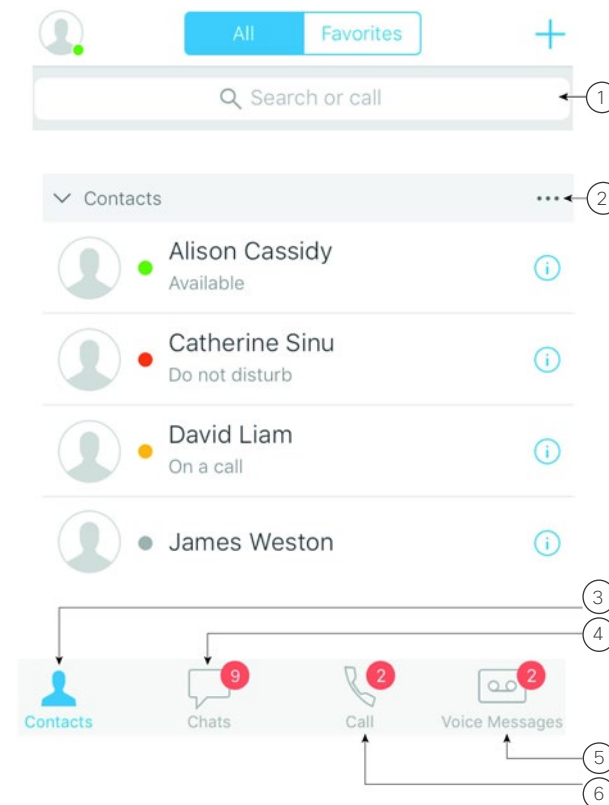 All Favorites
Search or call
1
Contacts
2
Alison Cassidy
Available
Catherine Sinu
Do not disturb
David Liam
On a call
James Weston
3
4
9 2 2
Contacts Chats Call Voice Messages
5
6